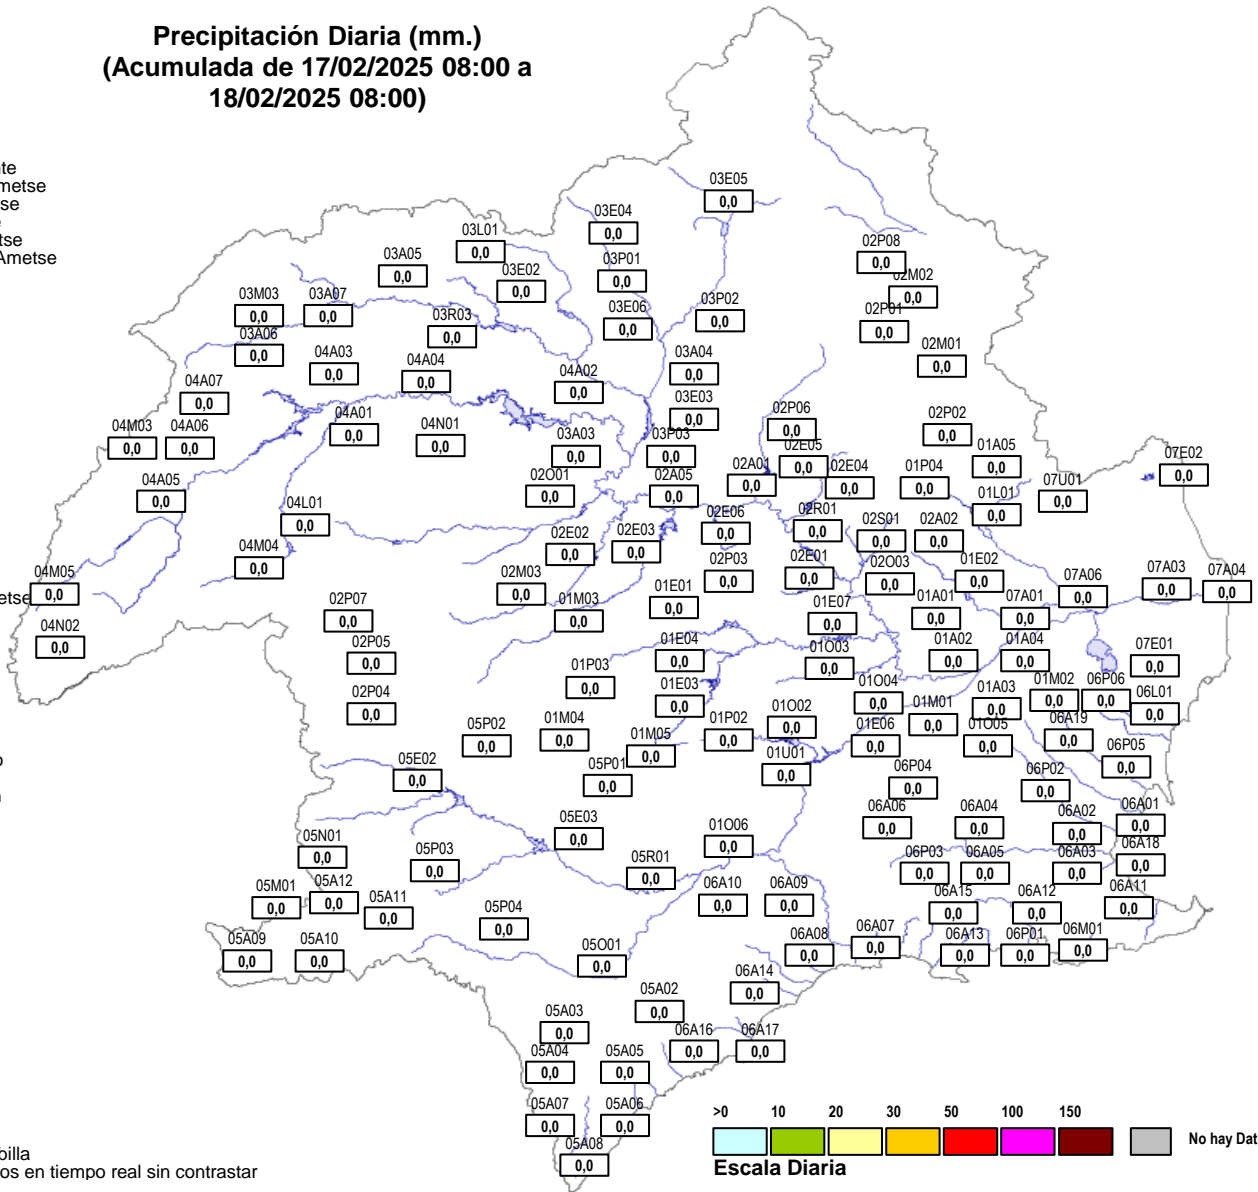 Precipitación Diaria (mm.)
(Acumulada de 17/02/2025 08:00 a
18/02/2025 08:00)
03E05
0,0
03E04
0,0
03L01
0,0
03A05
0,0
03E02
0,0
03P01
0,0
02P08
0,0
02M02
0,0
03M03
0,0
03A07
0,0
03R03
0,0
03E06
0,0
03P02
0,0
02P01
0,0
03A06
0,0
04A03
0,0
04A04
0,0
04A02
0,0
03A04
0,0
02M01
0,0
04A07
0,0
03E03
0,0
04M03
0,0
04A06
0,0
04A01
0,0
04N01
0,0
03A03
0,0
03P03
0,0
02P06
0,0
02E05
0,0
02P02
0,0
01A05
0,0
07E02
0,0
04A05
0,0
02O01
0,0
02A05
0,0
02A01
0,0
02E04
0,0
01P04
0,0
01L01
0,0
07U01
0,0
04L01
0,0
02E02
0,0
02E03
0,0
02E06
0,0
02R01
0,0
02S01
0,0
02A02
0,0
04M04
0,0
04M05
0,0
02M03
0,0
01M03
0,0
01E01
0,0
02P03
0,0
02E01
0,0
02O03
0,0
01E02
0,0
07A06
0,0
07A03
0,0
07A04
0,0
04N02
0,0
02P07
0,0
02P05
0,0
02P04
0,0
01E07
0,0
01A01
0,0
07A01
0,0
01E04
0,0
01O03
0,0
01A02
0,0
01A04
0,0
07E01
0,0
01P03
0,0
01E03
0,0
01O04
0,0
01M01
0,0
01A03
0,0
01M02
0,0
06P06
0,0
06L01
0,0
05P02
0,0
01M04
0,0
01M05
0,0
01P02
0,0
01O02
0,0
01E06
0,0
01O05
0,0
06A19
0,0
06P05
0,0
05E02
0,0
05P01
0,0
01U01
0,0
06P04
0,0
06P02
0,0
05E03
0,0
01O06
0,0
06A06
0,0
06A04
0,0
06A02
0,0
06A01
0,0
05N01
0,0
05P03
0,0
05R01
0,0
06P03
0,0
06A05
0,0
06A03
0,0
06A18
0,0
05M01
0,0
05A12
0,0
05A11
0,0
05P04
0,0
06A10
0,0
06A09
0,0
06A15
0,0
06A12
0,0
06A11
0,0
05A09
0,0
05A10
0,0
05O01
0,0
06A08
0,0
06A07
0,0
06A13
0,0
06P01
0,0
06M01
0,0
05A03
0,0
05A02
0,0
06A14
0,0
05A04
0,0
05A05
0,0
06A16
0,0
06A17
0,0
05A07
0,0
05A06
0,0
05A08
0,0
>0 10 20 30 50 100 150
No hay Dat
Escala Diaria
nte
metse
tse
Ametse
etse
billa
os en tiempo real sin contrastar